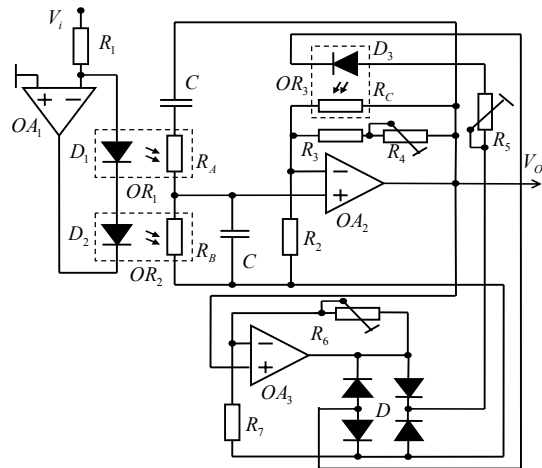 V_i
R_1
D_3
OR_3
C
R_C
OA_1
R_3
R_4
R_5
V_O
D_1
R_A
OR_1
OA_2
D_2
R_B
C
R_2
OR_2
R_6
OA_3
D
R_7